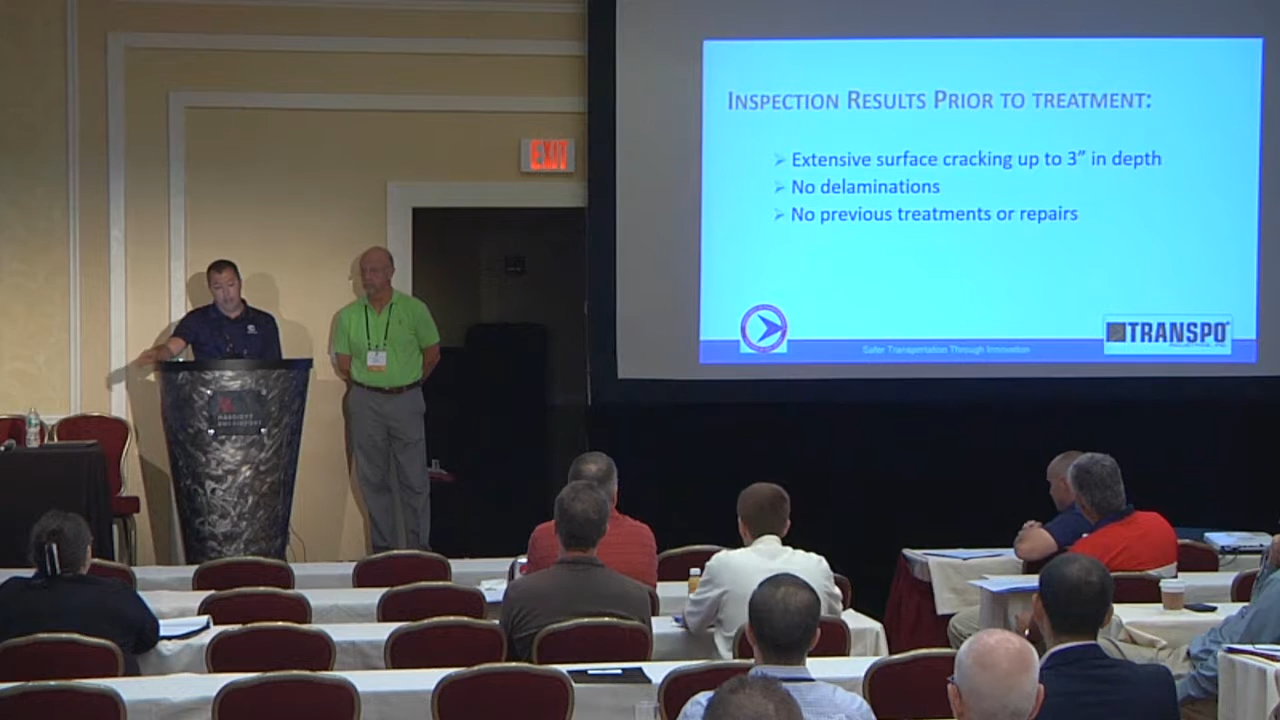 EXIT
INSPECTION RESULTS PRIOR TO TREATMENT:
Extensive surface cracking up to 3” in depth
No delaminations
No previous treatments or repairs
Safer Transportation Through Innovation
TRANSPO
MARRIOTT